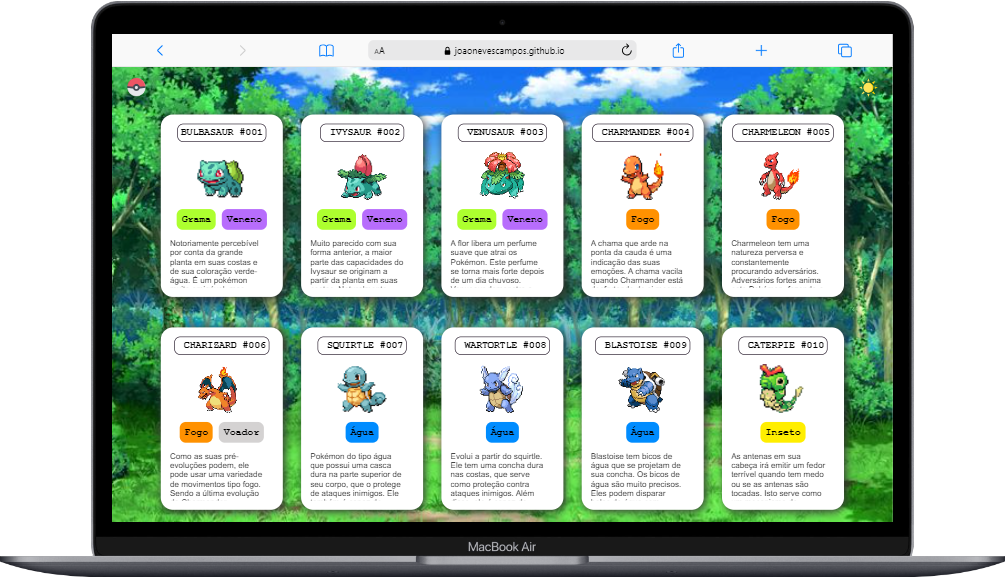 AA joaonevescampos.github.io
BULBASAUR #001
Grama Veneno
Notoriamente percebível
por conta da grande
planta em suas costas e
de sua coloração verde-
água. É um pokémon
IVYSAUR #002
Grama Veneno
Muito parecido com sua
forma anterior, a maior
parte das capacidades do
Ivysaur se originam a
partir da planta em suas
VENUSAUR #003
Grama Veneno
A flor libera um perfume
suave que atrai os
Pokémon. Este perfume
se torna mais forte depois
de um dia chuvoso.
CHARMANDER #004
Fogo
A chama que arde na
ponta da cauda é uma
indicação das suas
emoções. A chama vacila
quando Charmander está
CHARMELEON #005
Fogo
Charmeleon tem uma
natureza perversa e
constantemente
procurando adversários.
Adversários fortes anima
CHARIZARD #006
Fogo Voador
Como as suas pré-
evoluções podem, ele
pode usar uma variedade
de movimentos tipo fogo.
Sendo a última evolução
SQUIRTLE #007
Água
Pokémon do tipo água
que possui uma casca
dura na parte superior de
seu corpo, que o protege
de ataques inimigos. Ele
WARTORTLE #008
Água
Evolui a partir do squirtle.
Ele tem uma concha dura
nas costas, que serve
como proteção contra
ataques inimigos. Além
BLASTOISE #009
Água
Blastoise tem bicos de
água que se projetam de
sua concha. Os bicos de
água são muito precisos.
Eles podem disparar
CATERPIE #010
Inseto
As antenas em sua
cabeça irá emitir um fedor
terrível quando tem medo
ou se as antenas são
tocadas. Isto serve como
MacBook Air